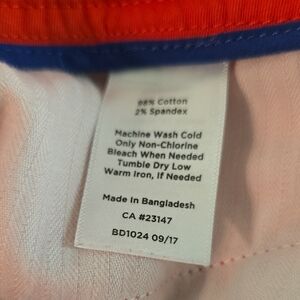 98% Cotton
2% Spandex
Machine Wash Cold
Only Non-Chlorine
Bleach When Needed
Tumble Dry Low
Warm Iron, If Needed
Made In Bangladesh
CA #23147
BD1024 09/17